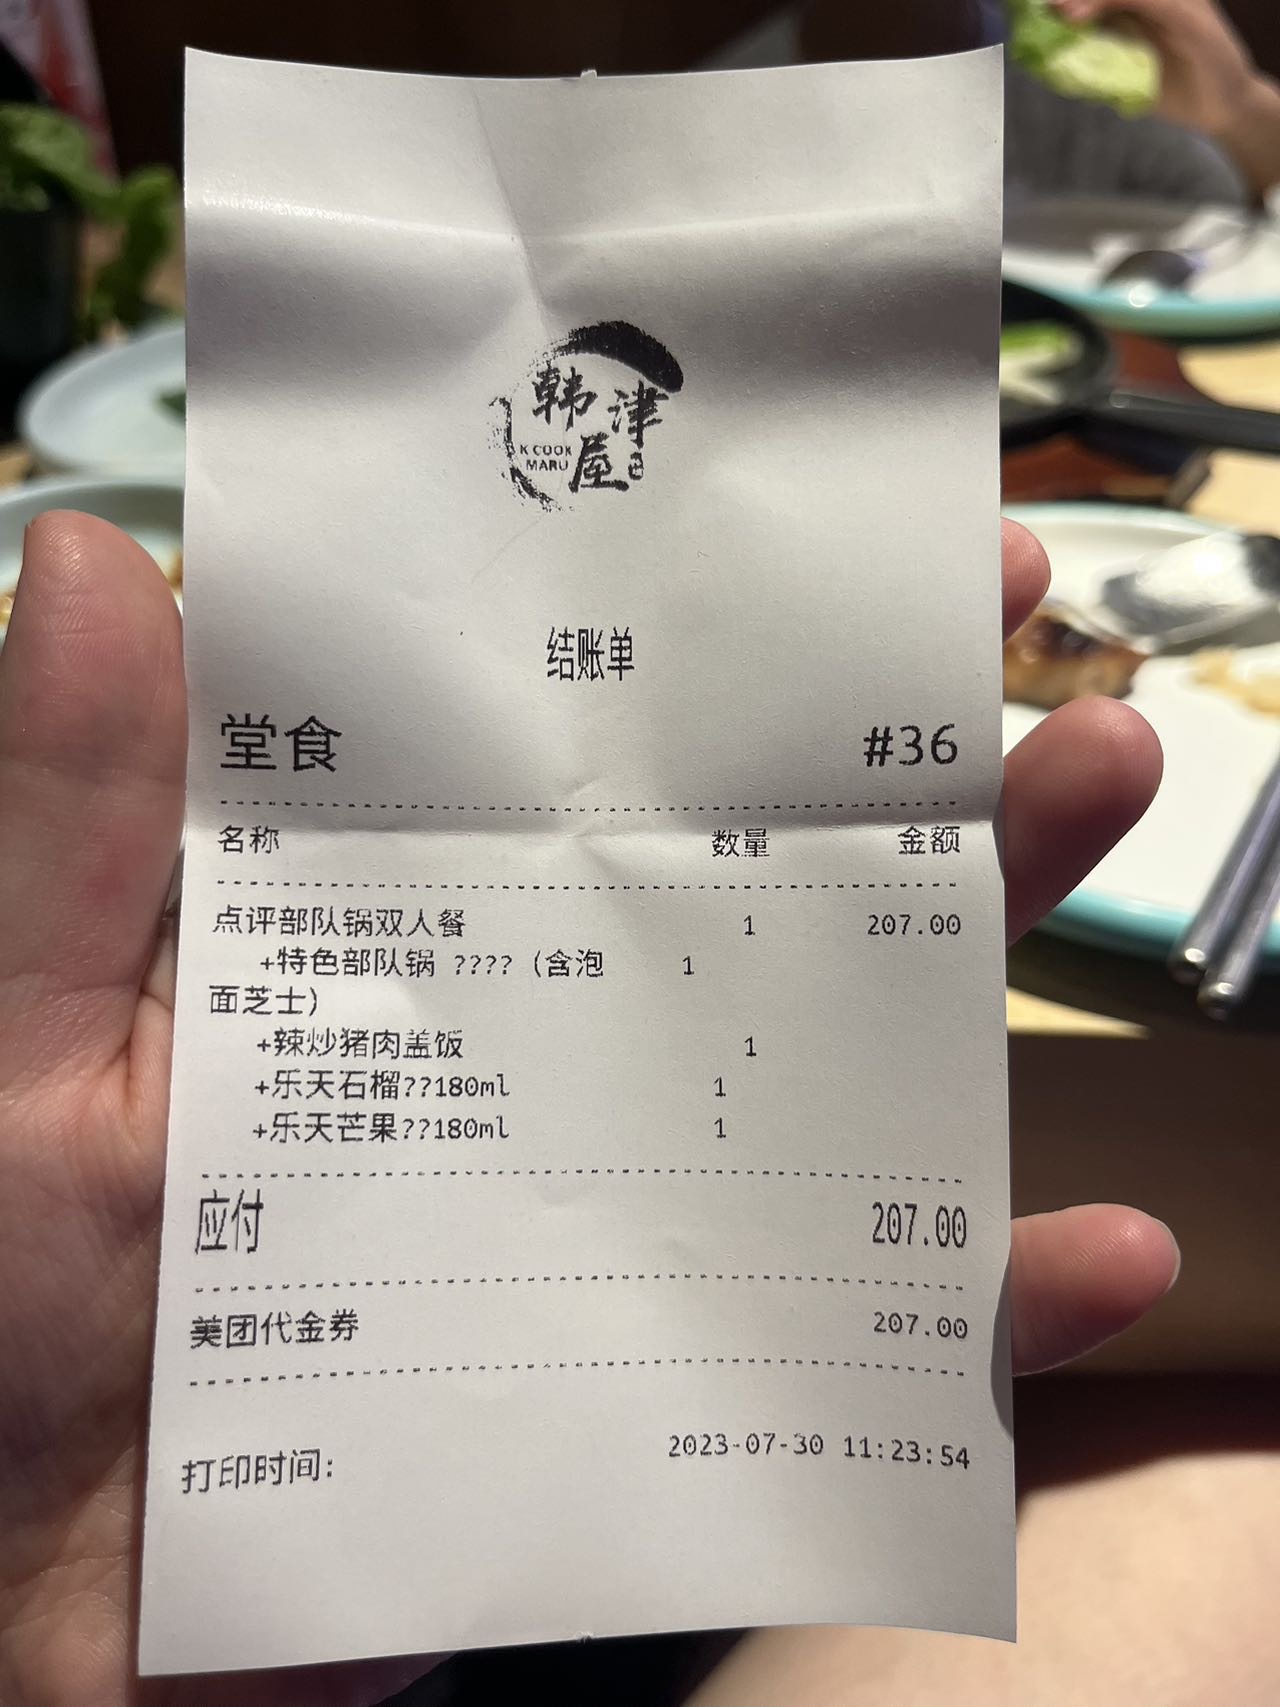 韩津屋
K COOK
MARU
结账单
堂食 #36
名称 数量 金额
点评部队锅双人餐 1 207.00
+特色部队锅 ????（含泡 1
面芝士）
+辣炒猪肉盖饭 1
+乐天石榴??180ml 1
+乐天芒果??180ml 1
应付 207.00
美团代金券 207.00
打印时间: 2023-07-30 11:23:54